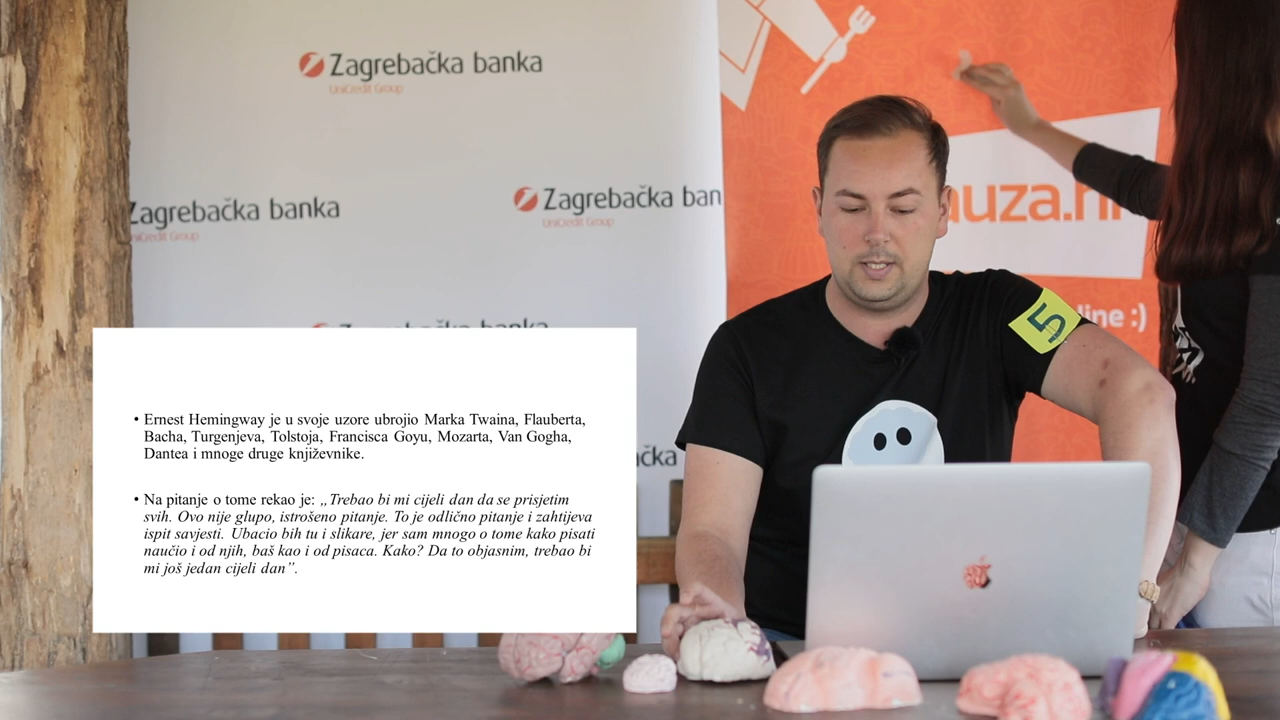 Zagrebačka banka
UniCredit Group
Zagrebačka banka
UniCredit Group
Zagrebačka ban
UniCredit Group
auza.hr
line :)
5
• Ernest Hemingway je u svoje uzore ubrojio Marka Twaina, Flauberta,
Bacha, Turgenjeva, Tolstoja, Francisca Goyu, Mozarta, Van Gogha,
Dantea i mnoge druge književnike.
• Na pitanje o tome rekao je: „Trebao bi mi cijeli dan da se prisjetim
svih. Ovo nije glupo, istrošeno pitanje. To je odlično pitanje i zahtijeva
ispit savjesti. Ubacio bih tu i slikare, jer sam mnogo o tome kako pisati
naučio i od njih, baš kao i od pisaca. Kako? Da to objasnim, trebao bi
mi još jedan cijeli dan”.